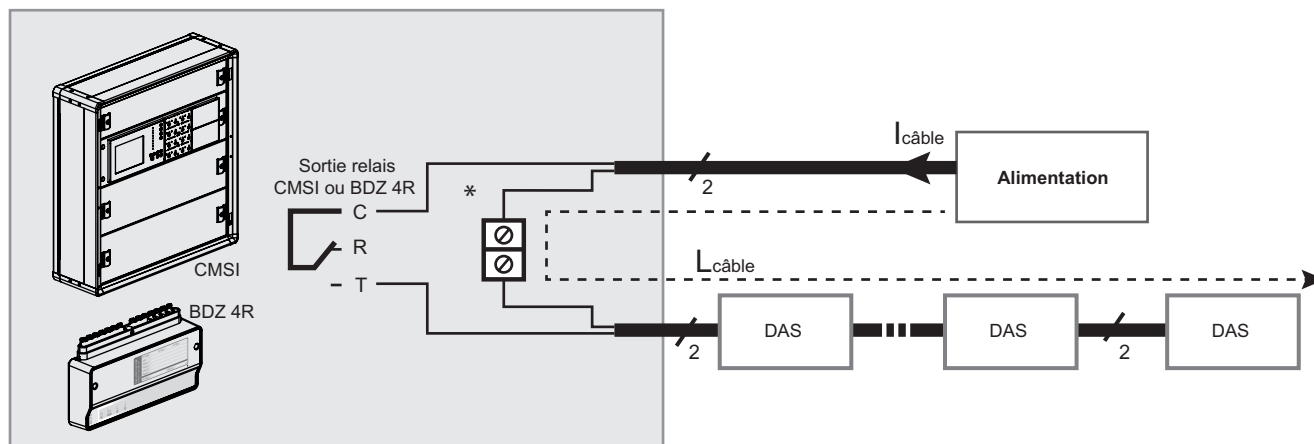 CMSI
BDZ 4R
Sortie relais
CMSI ou BDZ 4R
C
R
T
*
2
Icâble
Alimentation
Lcâble
2
DAS
DAS
2
DAS